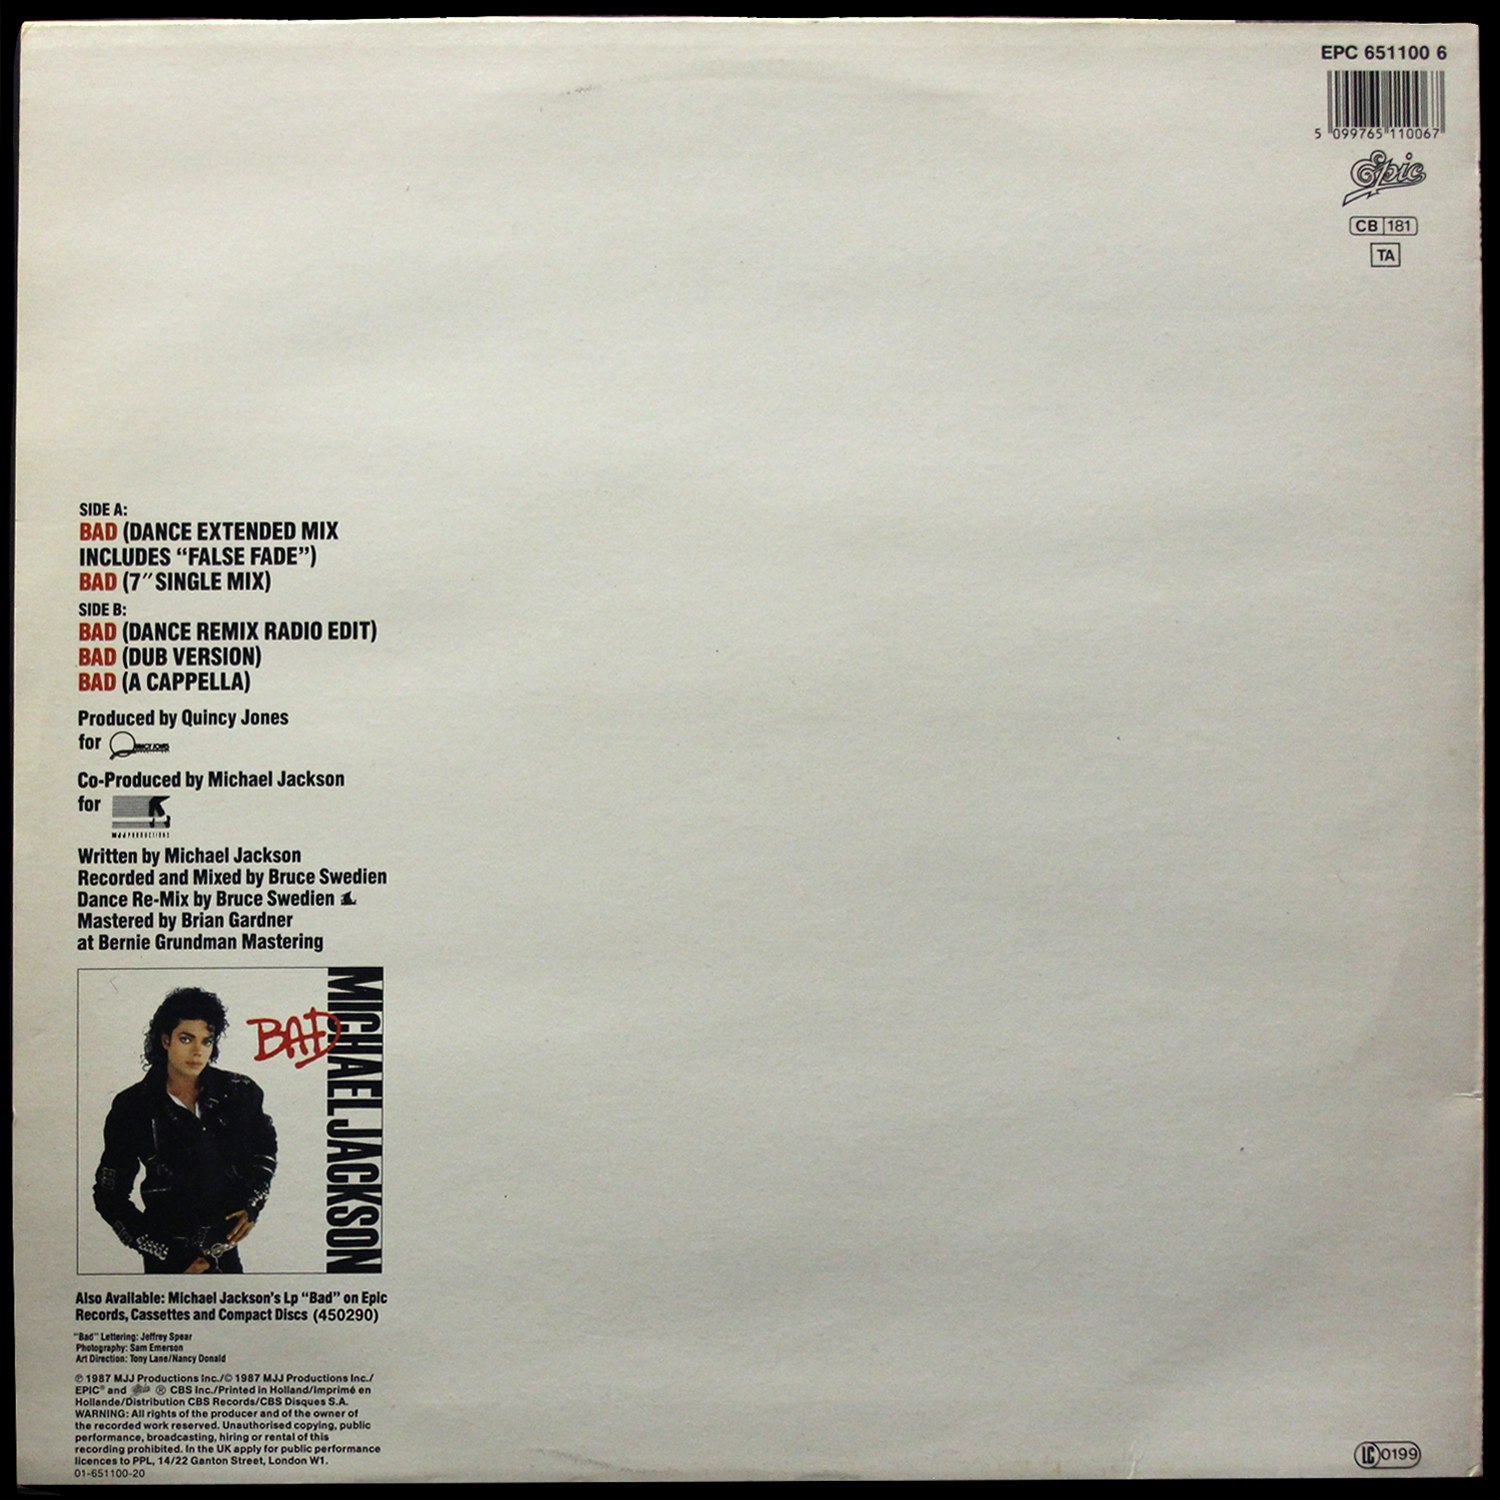 EPC 651100 6
5 099765 110067
Epic
CB 181
TA
SIDE A:
BAD (DANCE EXTENDED MIX
INCLUDES “FALSE FADE”)
BAD (7″ SINGLE MIX)
SIDE B:
BAD (DANCE REMIX RADIO EDIT)
BAD (DUB VERSION)
BAD (A CAPPELLA)
Produced by Quincy Jones
for QUINCY JONES
Co-Produced by Michael Jackson
for
MJJ PRODUCTIONS
Written by Michael Jackson
Recorded and Mixed by Bruce Swedien
Dance Re-Mix by Bruce Swedien
Mastered by Brian Gardner
at Bernie Grundman Mastering
BAD
MICHAEL JACKSON
Also Available: Michael Jackson's Lp “Bad” on Epic
Records, Cassettes and Compact Discs (450290)
“Bad” Lettering: Jeffrey Spear
Photography: Sam Emerson
Art Direction: Tony Lane/Nancy Donald
℗ 1987 MJJ Productions Inc./© 1987 MJJ Productions Inc./
EPIC® and Epic ® CBS Inc./Printed in Holland/Imprimé en
Hollande/Distribution CBS Records/CBS Disques S.A.
WARNING: All rights of the producer and of the owner of
the recorded work reserved. Unauthorised copying, public
performance, broadcasting, hiring or rental of this
recording prohibited. In the UK apply for public performance
licences to PPL, 14/22 Ganton Street, London W1.
01-651100-20
LC 0199